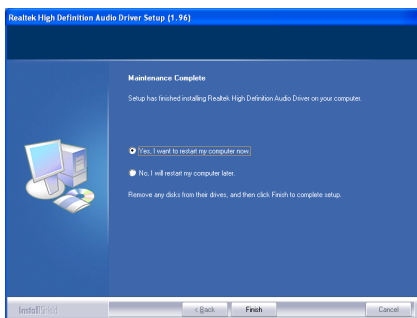 Realtek High Definition Audio Driver Setup (1.96)
Maintenance Complete
Setup has finished installing Realtek High Definition Audio Driver on your computer.
Yes, I want to restart my computer now.
No, I will restart my computer later.
Remove any disks from their drives, and then click Finish to complete setup.
InstallShield
< Back
Finish
Cancel